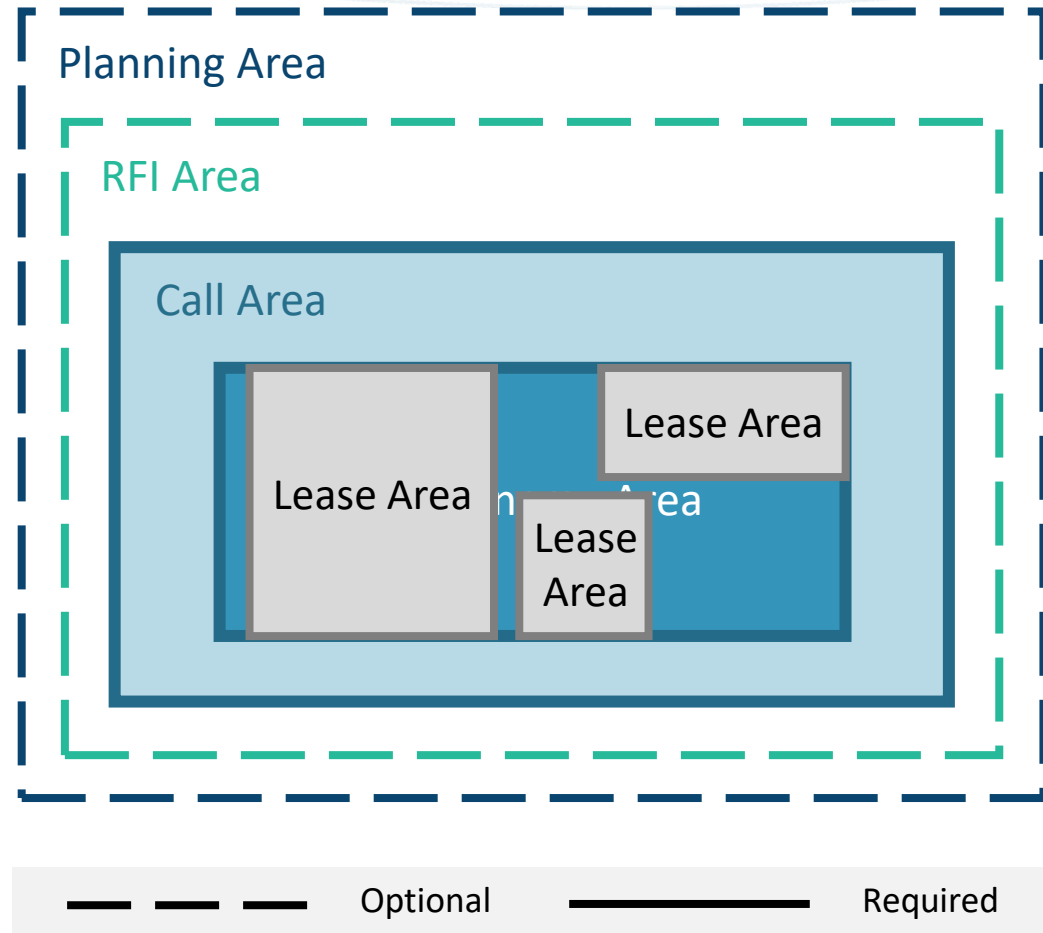 Planning Area
RFI Area
Call Area
Lease Area
Lease Area
Lease
Area
Optional
Required